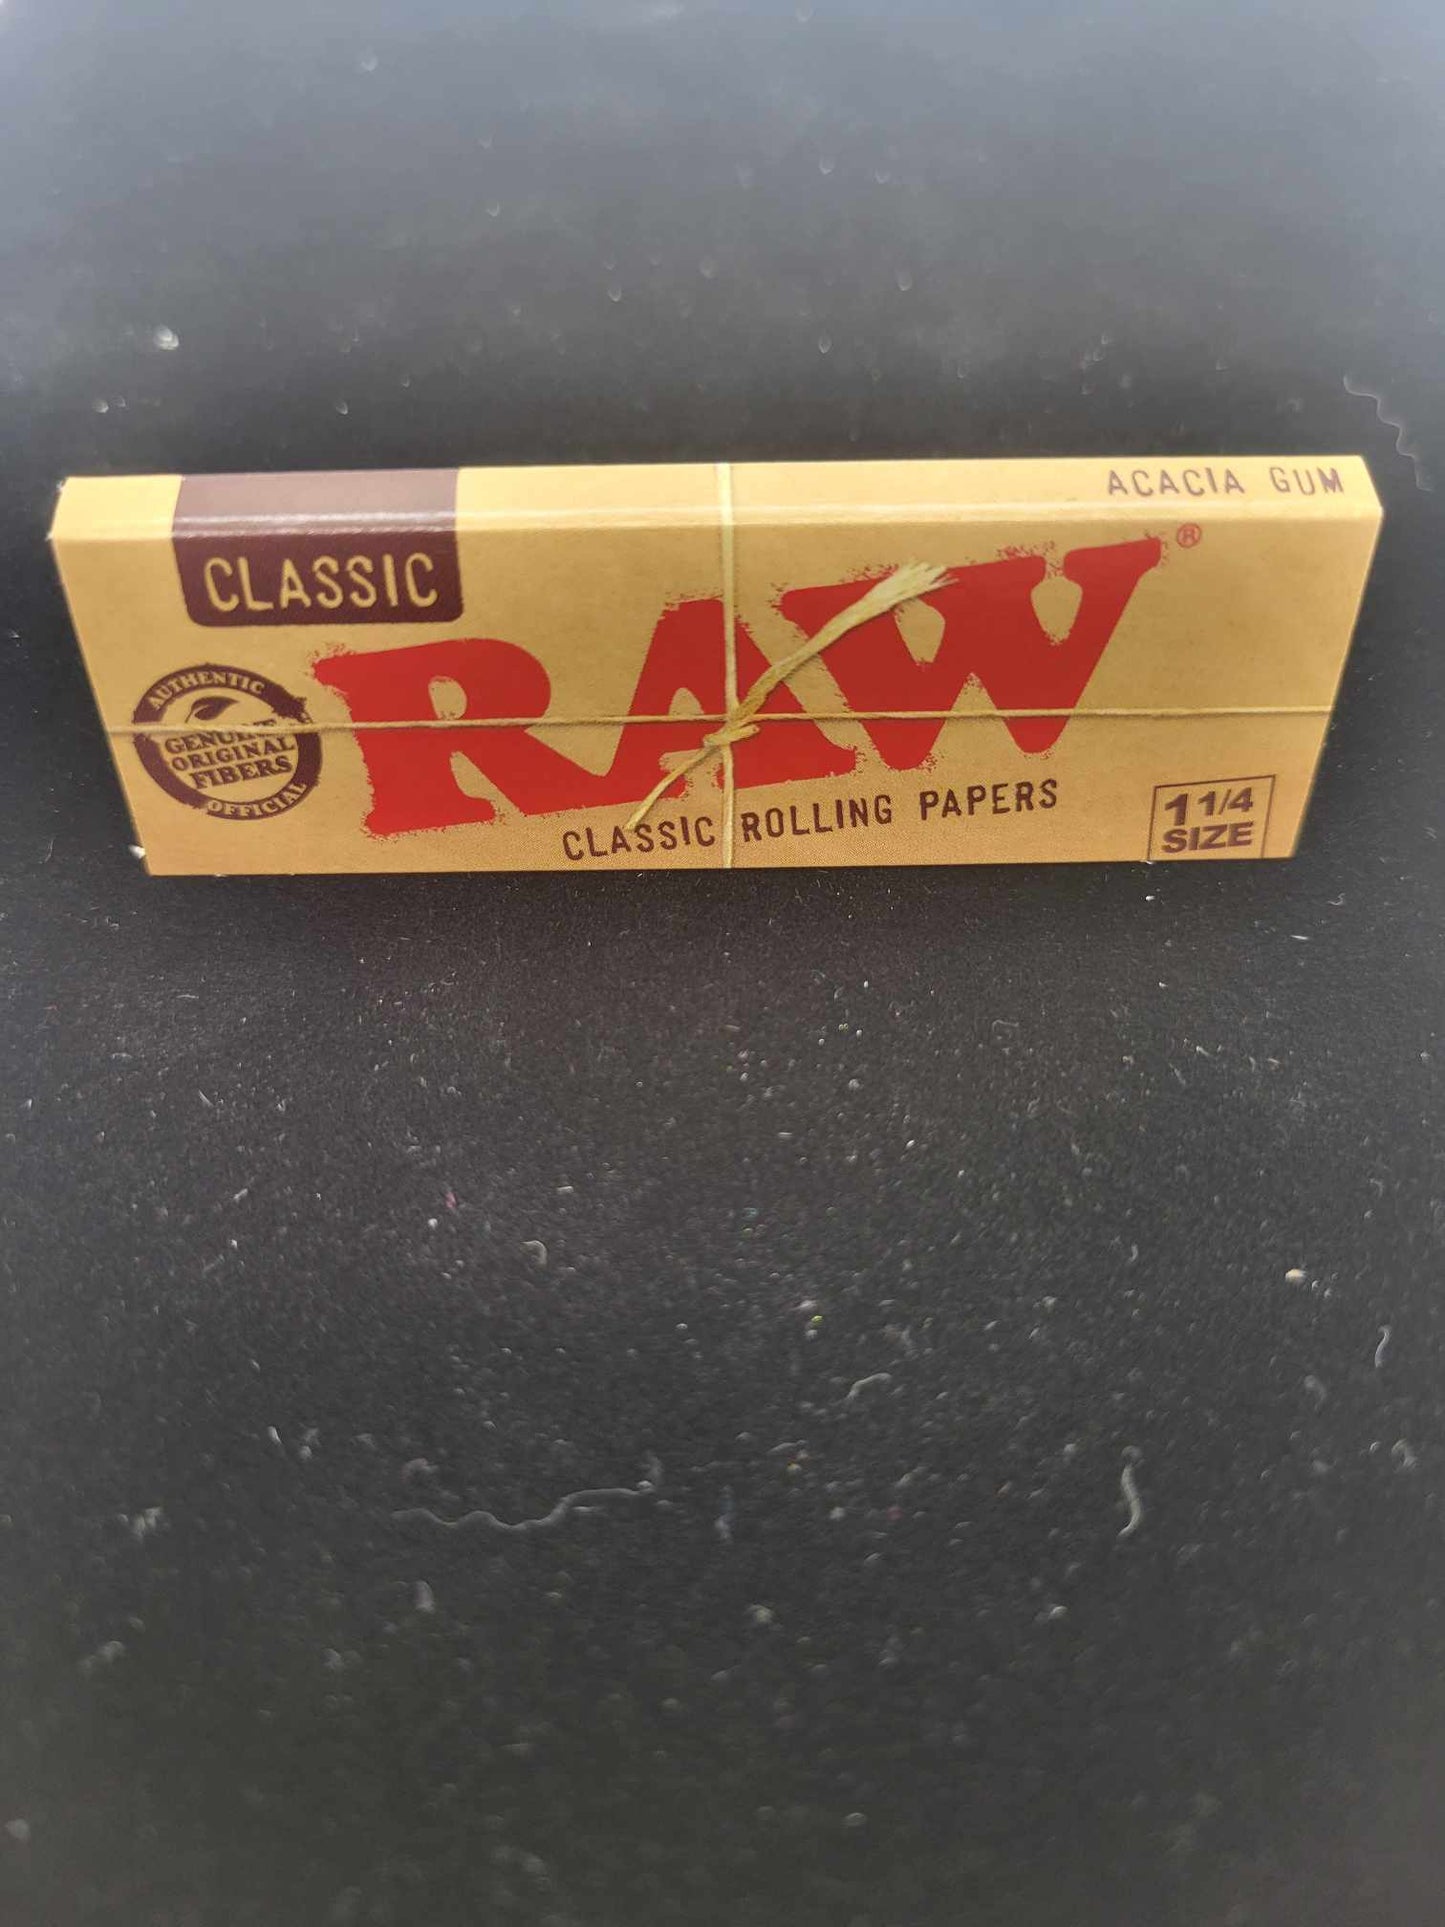 ACACIA GUM
CLASSIC
RAW®
AUTHENTIC
GENUINE
ORIGINAL
FIBERS
OFFICIAL
CLASSIC ROLLING PAPERS
1 1/4
SIZE